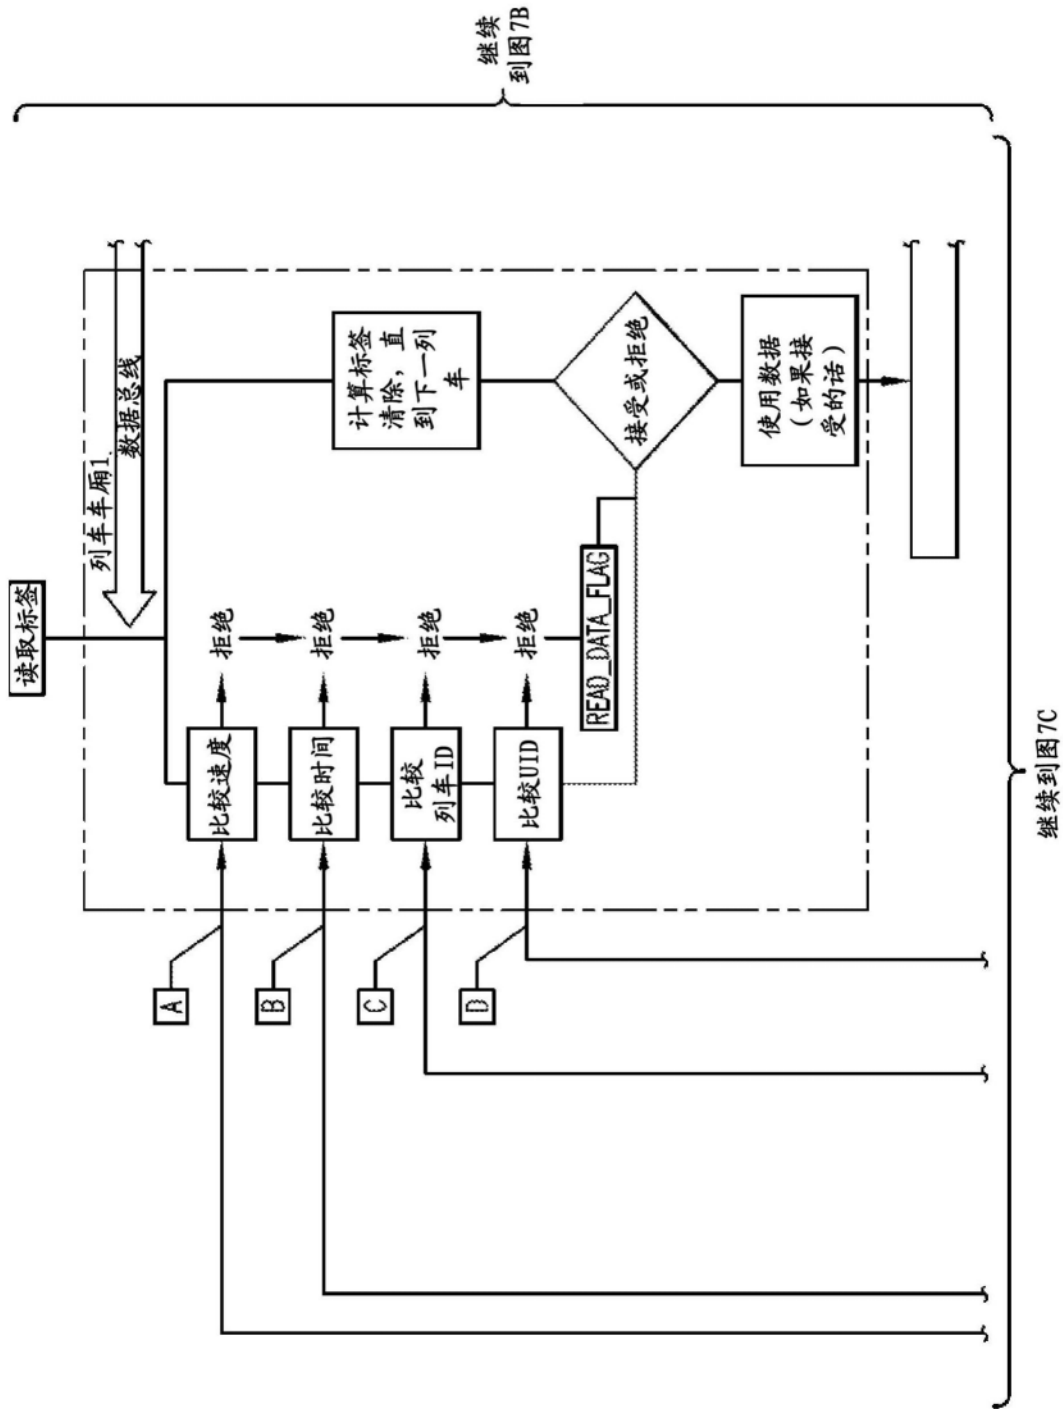 读取标签
列车车厢1.
数据总线
继续
到图7B
A
比较速度
拒绝
B
比较时间
拒绝
C
比较
列车ID
拒绝
D
比较UID
拒绝
计算标签
清除，直
到下一列
车
READ_DATA_FLAG
接受或拒绝
使用数据
（如果接
受的话）
继续到图7C